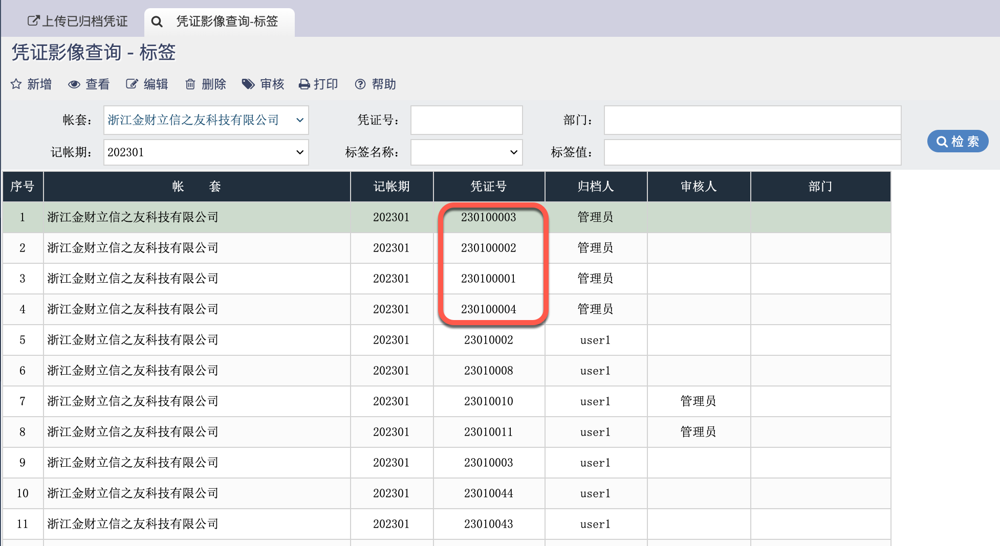 上传已归档凭证 凭证影像查询-标签
凭证影像查询 - 标签
新增 查看 编辑 删除 审核 打印 帮助
帐套： 浙江金财立信之友科技有限公司 凭证号： 部门：
记帐期： 202301 标签名称： 标签值： 检 索
序号 帐 套 记帐期 凭证号 归档人 审核人 部门
1 浙江金财立信之友科技有限公司 202301 230100003 管理员
2 浙江金财立信之友科技有限公司 202301 230100002 管理员
3 浙江金财立信之友科技有限公司 202301 230100001 管理员
4 浙江金财立信之友科技有限公司 202301 230100004 管理员
5 浙江金财立信之友科技有限公司 202301 23010002 user1
6 浙江金财立信之友科技有限公司 202301 23010008 user1
7 浙江金财立信之友科技有限公司 202301 23010010 user1 管理员
8 浙江金财立信之友科技有限公司 202301 23010011 user1 管理员
9 浙江金财立信之友科技有限公司 202301 23010003 user1
10 浙江金财立信之友科技有限公司 202301 23010044 user1
11 浙江金财立信之友科技有限公司 202301 23010043 user1